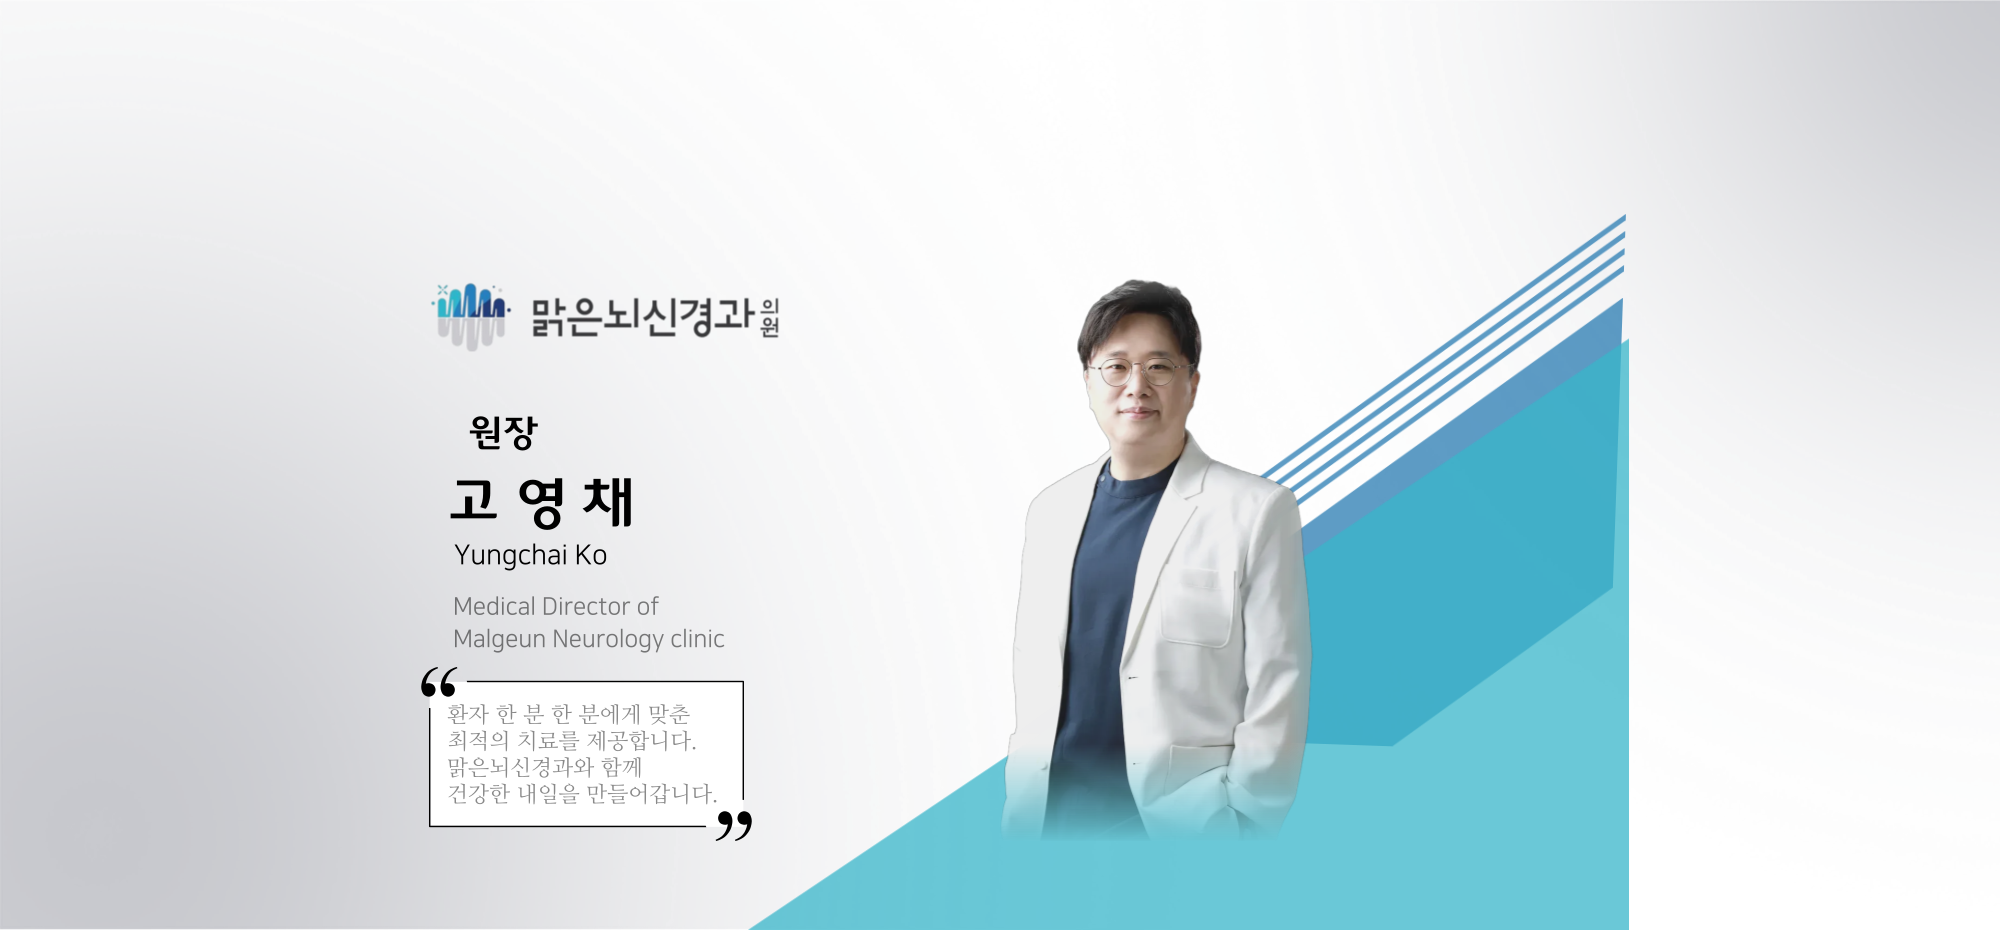 맑은뇌신경과의원
원장
고영채
Yungchai Ko
Medical Director of
Malgeun Neurology clinic
“
환자 한 분 한 분에게 맞춘
최적의 치료를 제공합니다.
맑은뇌신경과와 함께
건강한 내일을 만들어갑니다.
”